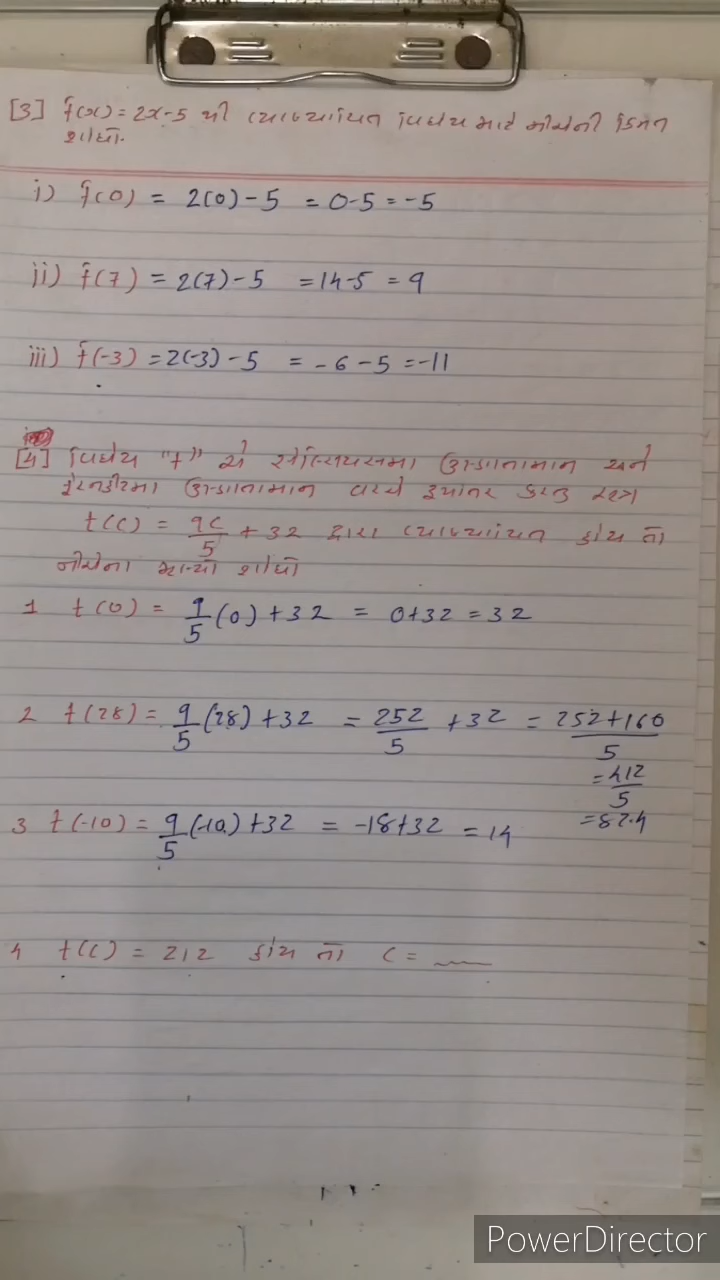 [3] f(x) = 2x-5 થી વ્યાખ્યાયિત વિધેય માટે નીચેની કિંમત
શોધો.
i) f(0) = 2(0)-5 = 0-5 = -5
ii) f(7) = 2(7)-5 = 14-5 = 9
iii) f(-3) = 2(-3)-5 = -6-5 = -11
[4] વિધેય "t" એ સેલ્સિયસમા ઉષ્ણતામાન અને
ફેરનહીટમા ઉષ્ણતામાન વચ્ચે રૂપાંતર કરતુ
t(C) = 9C/5 + 32 દ્વારા વ્યાખ્યાયિત હોય તો
નીચેના મુલ્યો શોધો
1 t(0) = 9/5 (0) + 32 = 0+32 = 32
2 t(28) = 9/5 (28) + 32 = 252/5 + 32 = 252+160/5
= 412/5
= 82.4
3 t(-10) = 9/5 (-10) + 32 = -18+32 = 14
4 t(C) = 212 હોય તો C = __
PowerDirector